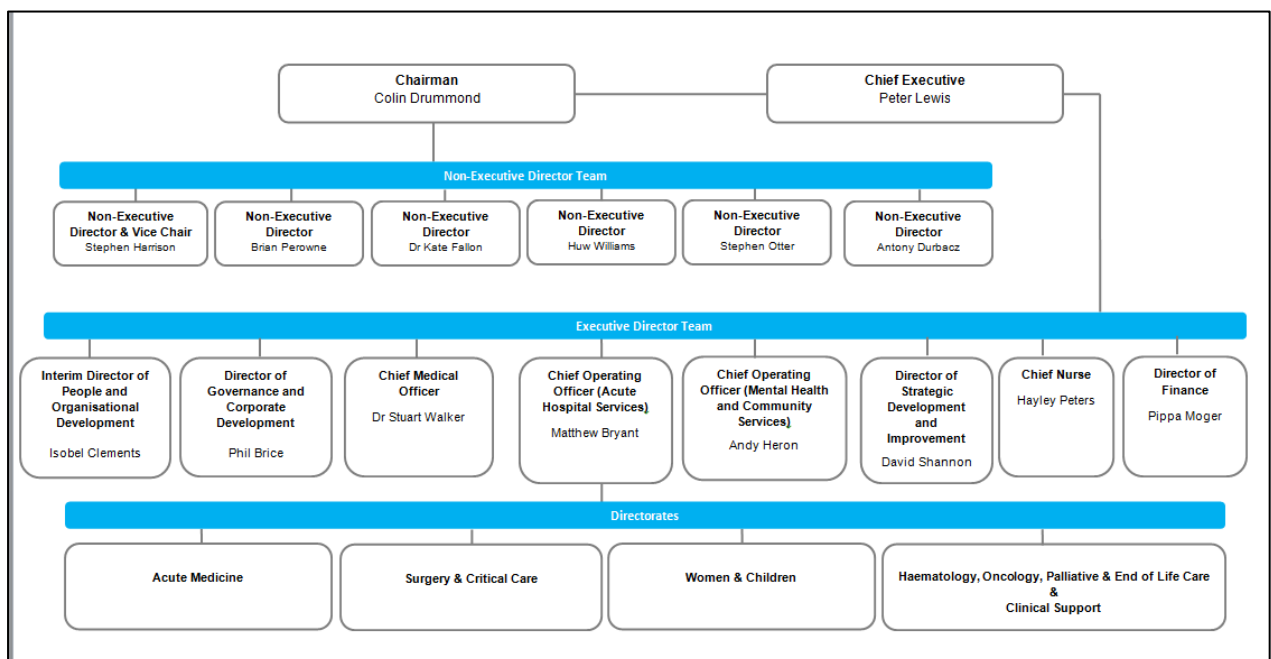 Chairman
Colin Drummond
Chief Executive
Peter Lewis
Non-Executive Director Team
Non-Executive
Director & Vice Chair
Stephen Harrison
Non-Executive
Director
Brian Perowne
Non-Executive
Director
Dr Kate Fallon
Non-Executive
Director
Huw Williams
Non-Executive
Director
Stephen Otter
Non-Executive
Director
Antony Durbacz
Executive Director Team
Interim Director of
People and
Organisational
Development
Isobel Clements
Director of
Governance and
Corporate
Development
Phil Brice
Chief Medical
Officer
Dr Stuart Walker
Chief Operating
Officer (Acute
Hospital Services)
Matthew Bryant
Chief Operating
Officer (Mental Health
and Community
Services)
Andy Heron
Director of
Strategic
Development
and
Improvement
David Shannon
Chief Nurse
Hayley Peters
Director of
Finance
Pippa Moger
Directorates
Acute Medicine
Surgery & Critical Care
Women & Children
Haematology, Oncology, Palliative & End of Life Care
&
Clinical Support